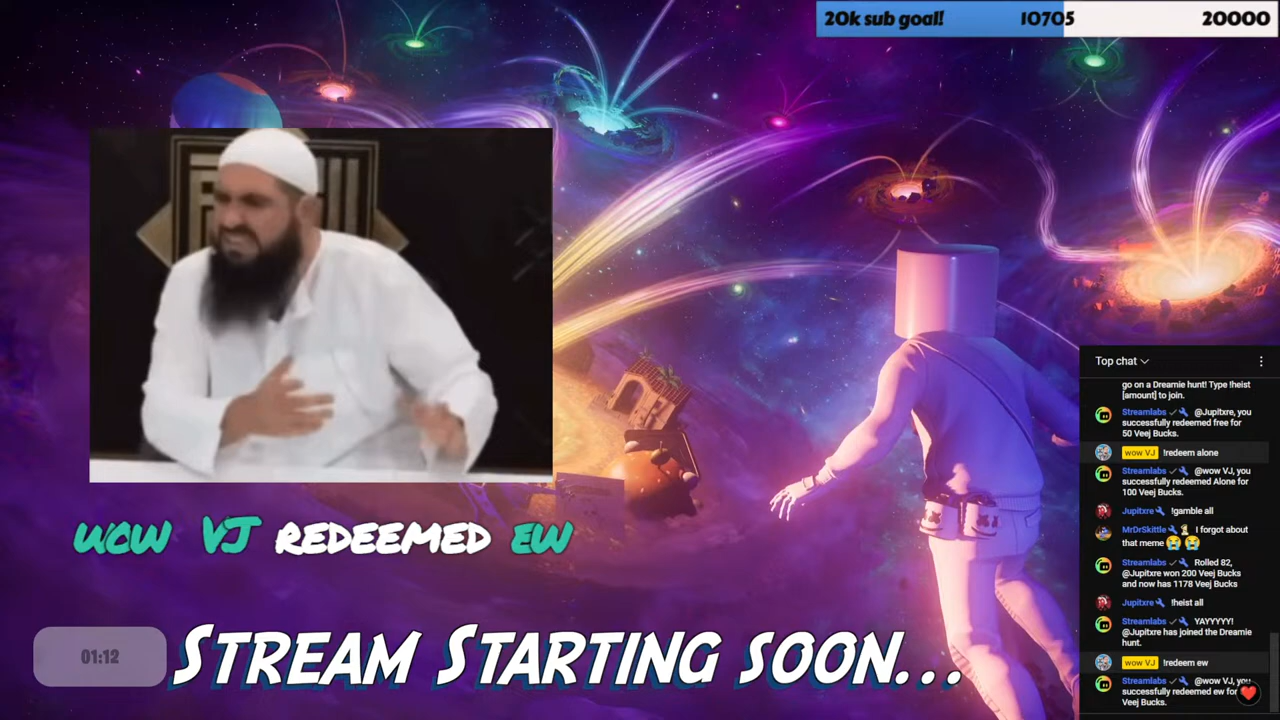 20k sub goal! 10705 20000
wow VJ redeemed ew
01:12
Stream Starting soon...
Top chat
go on a Dreamie hunt! Type !heist
[amount] to join.
Streamlabs @Jupitxre, you
successfully redeemed free for
50 Veej Bucks.
wow VJ !redeem alone
Streamlabs @wow VJ, you
successfully redeemed Alone for
100 Veej Bucks.
Jupitxre !gamble all
MrDrSkittle I forgot about
that meme
Streamlabs Rolled 82,
@Jupitxre won 200 Veej Bucks
and now has 1178 Veej Bucks
Jupitxre !heist all
Streamlabs YAYYYYY!
@Jupitxre has joined the Dreamie
hunt.
wow VJ !redeem ew
Streamlabs @wow VJ, you
successfully redeemed ew for
Veej Bucks.